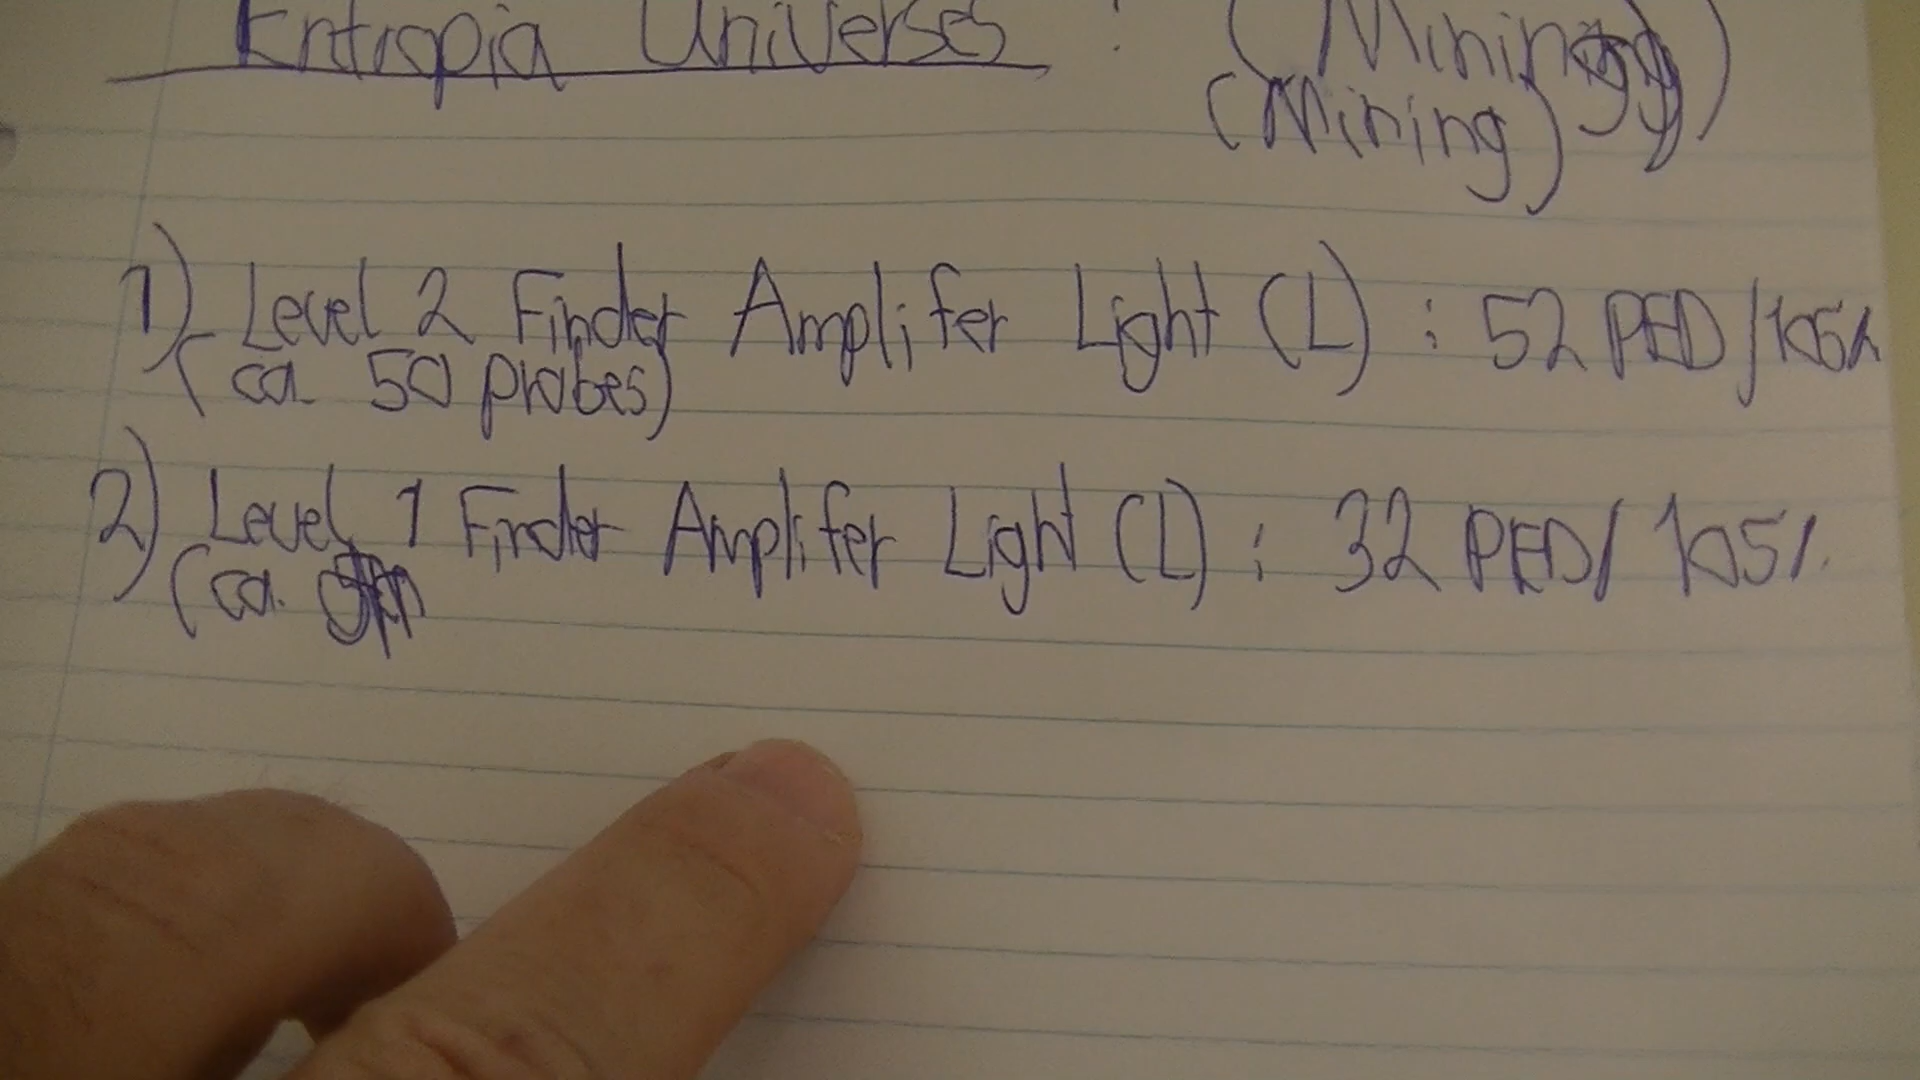 Entropia Universe : (Mining)
(Mining)
1) Level 2 Finder Amplifer Light (L) : 52 PED/105%
(ca. 50 probes)
2) Level 1 Finder Amplifer Light (L) : 32 PED/ 105%
(ca.